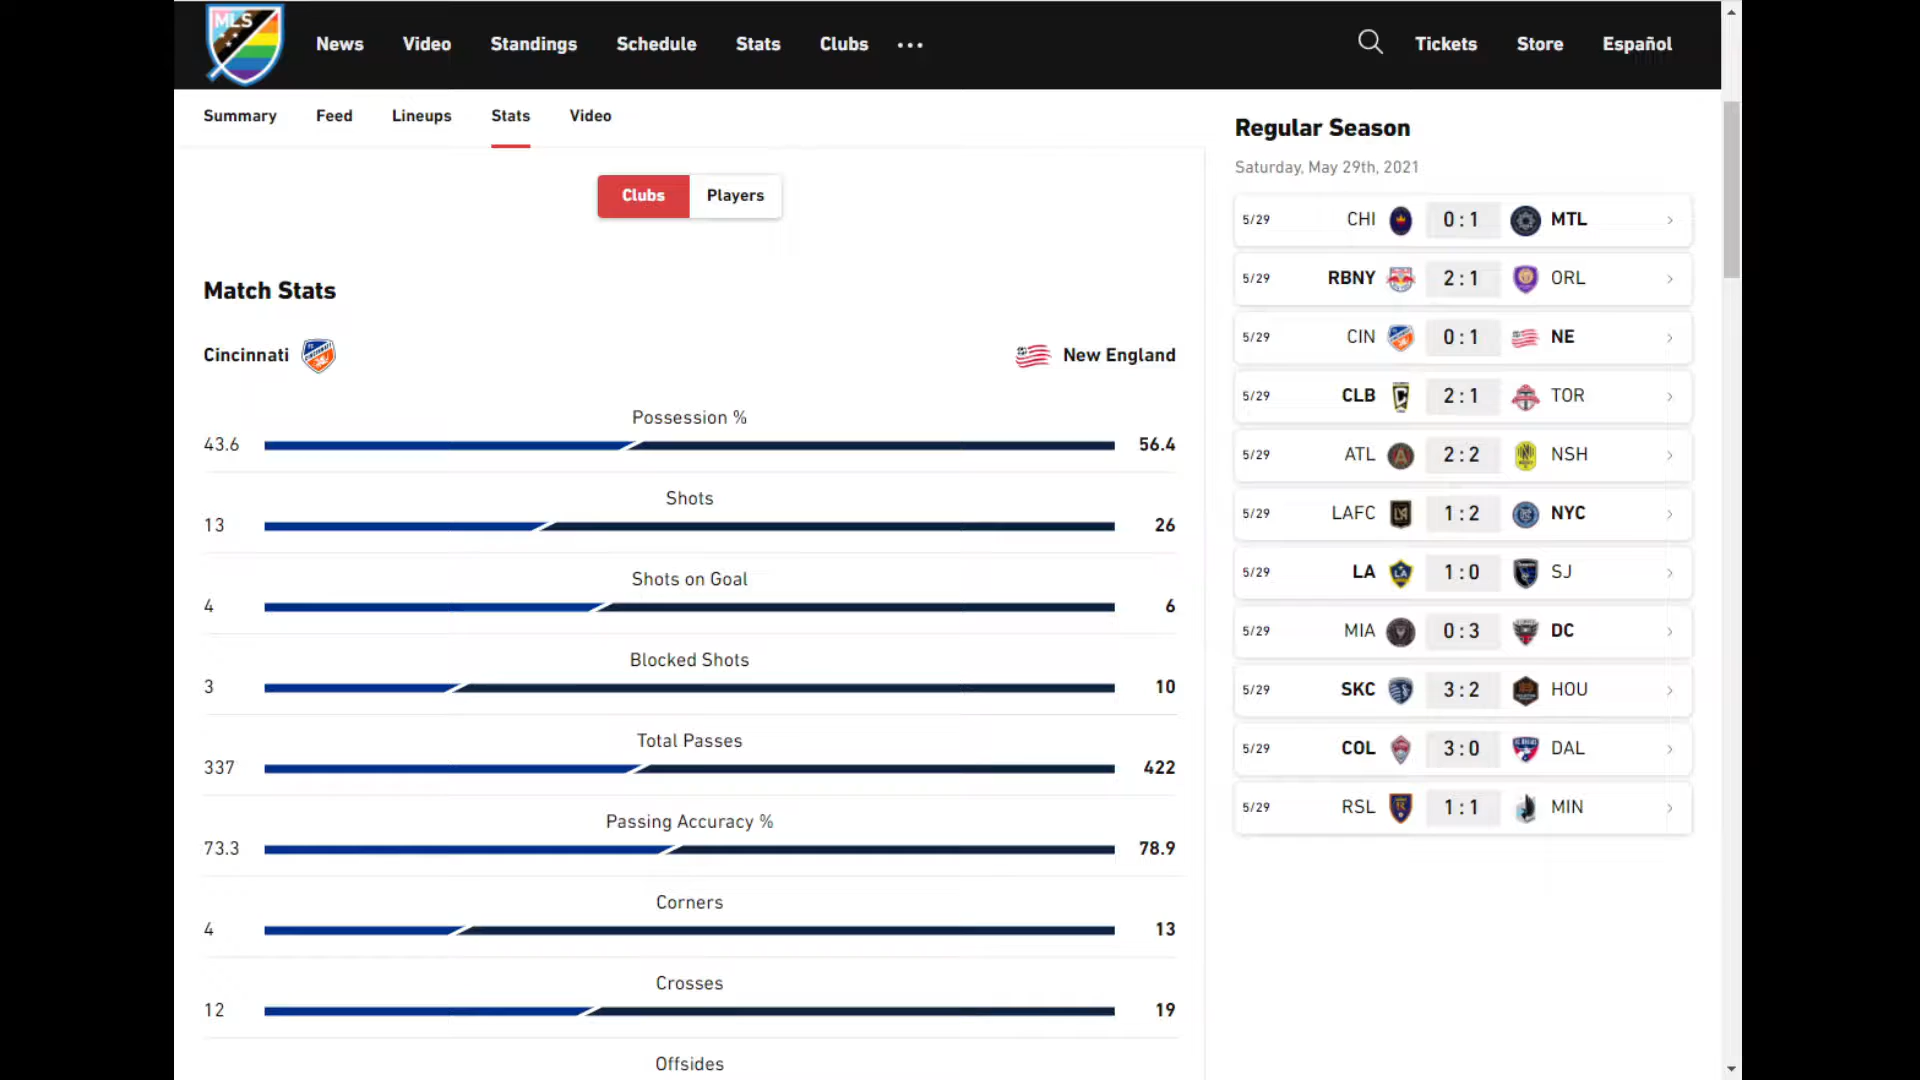 MLS
News Video Standings Schedule Stats Clubs ••• Tickets Store Español
Summary Feed Lineups Stats Video
Clubs Players
Match Stats
Cincinnati New England
Possession %
43.6 56.4
Shots
13 26
Shots on Goal
4 6
Blocked Shots
3 10
Total Passes
337 422
Passing Accuracy %
73.3 78.9
Corners
4 13
Crosses
12 19
Offsides
Regular Season
Saturday, May 29th, 2021
5/29 CHI 0 : 1 MTL
5/29 RBNY 2 : 1 ORL
5/29 CIN 0 : 1 NE
5/29 CLB 2 : 1 TOR
5/29 ATL 2 : 2 NSH
5/29 LAFC 1 : 2 NYC
5/29 LA 1 : 0 SJ
5/29 MIA 0 : 3 DC
5/29 SKC 3 : 2 HOU
5/29 COL 3 : 0 DAL
5/29 RSL 1 : 1 MIN